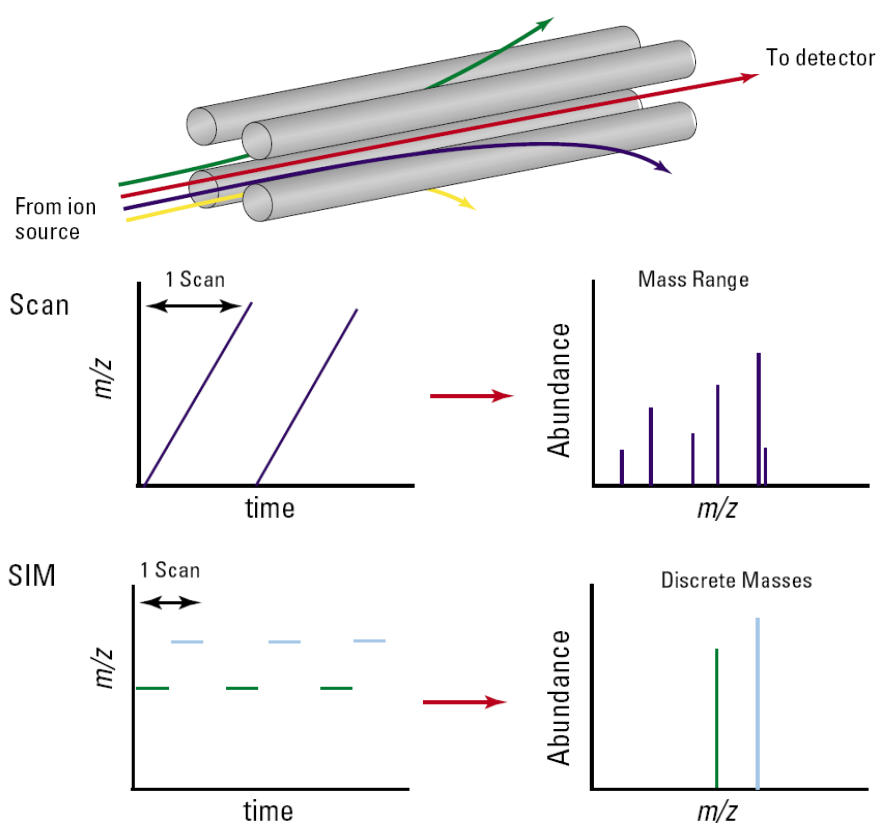 To detector
From ion
source
Scan
1 Scan
m/z
time
Mass Range
Abundance
m/z
SIM
1 Scan
m/z
time
Discrete Masses
Abundance
m/z